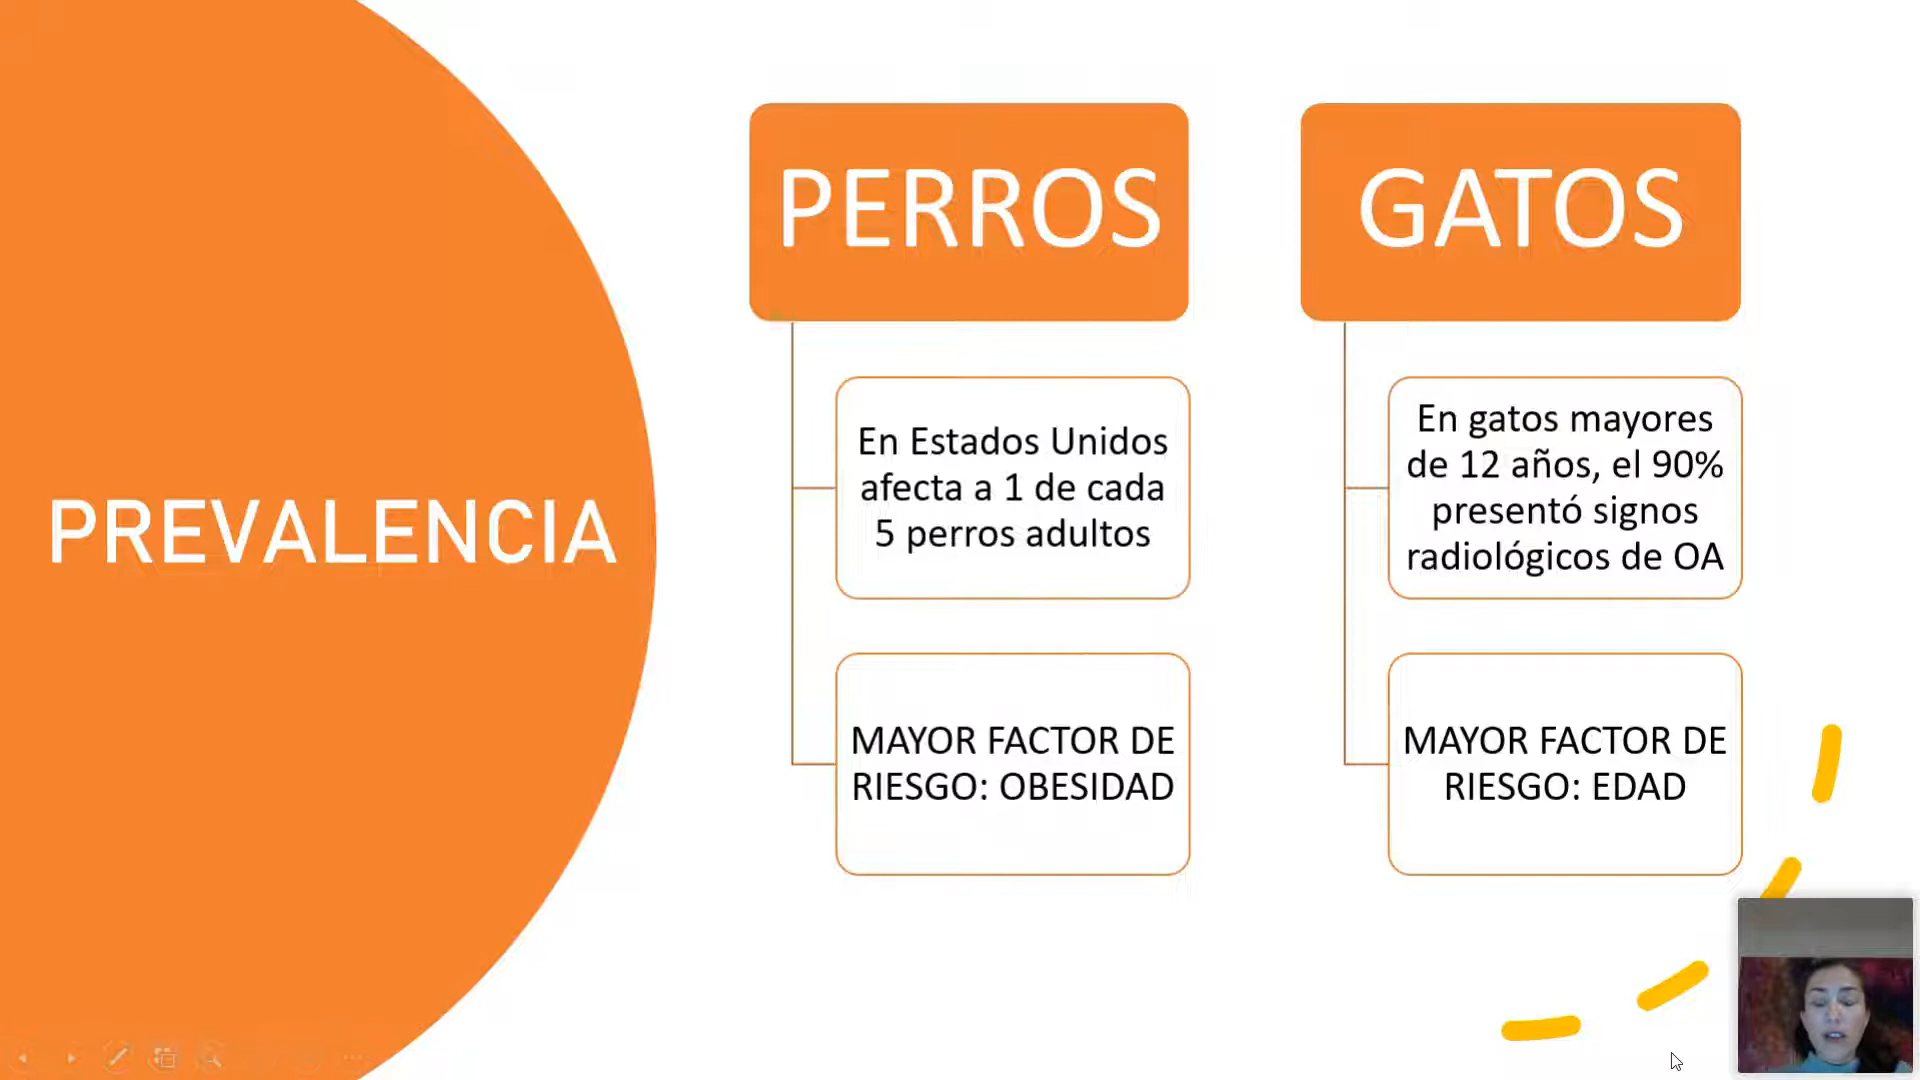 PREVALENCIA
PERROS
En Estados Unidos
afecta a 1 de cada
5 perros adultos
MAYOR FACTOR DE
RIESGO: OBESIDAD
GATOS
En gatos mayores
de 12 años, el 90%
presentó signos
radiológicos de OA
MAYOR FACTOR DE
RIESGO: EDAD